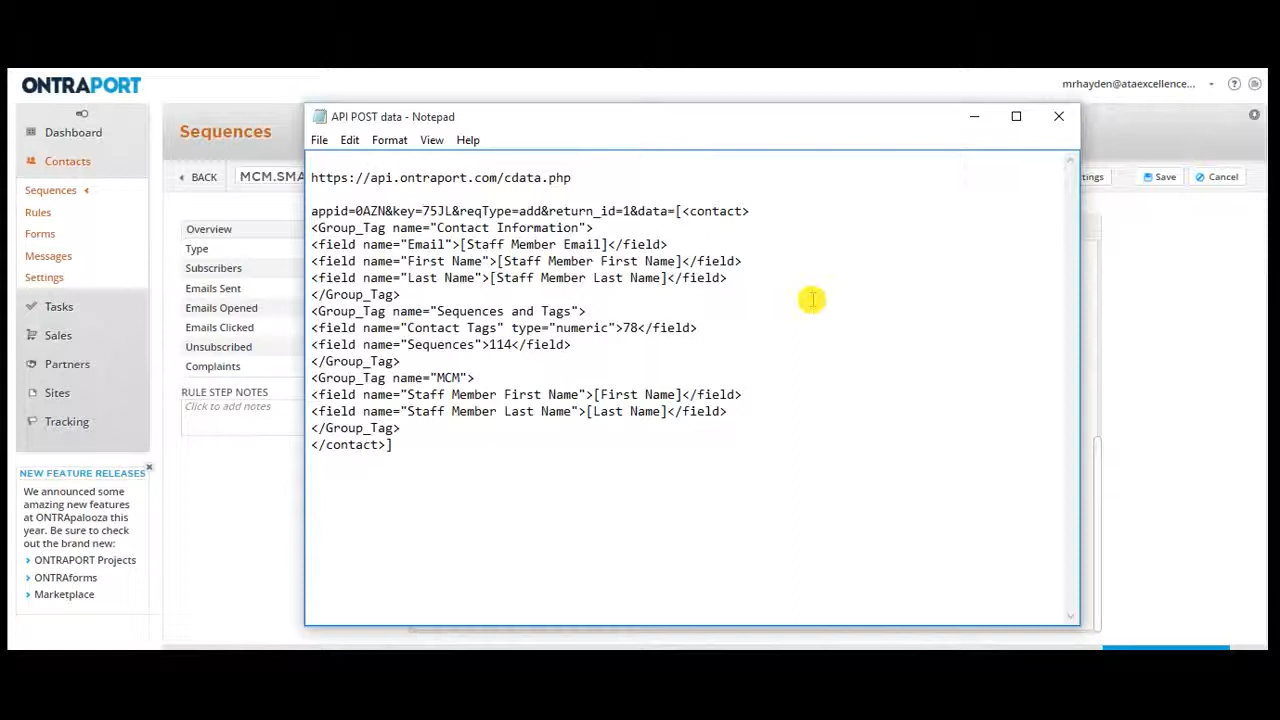 ONTRAPORT
mrhayden@ataexcellence...
Dashboard
Contacts
Sequences
Rules
Forms
Messages
Settings
Tasks
Sales
Partners
Sites
Tracking
NEW FEATURE RELEASES
We announced some
amazing new features
at ONTRApalooza this
year. Be sure to check
out the brand new:
ONTRAPORT Projects
ONTRAforms
Marketplace
Sequences
BACK
MCM.SMA
ttings
Save
Cancel
Overview
Type
Subscribers
Emails Sent
Emails Opened
Emails Clicked
Unsubscribed
Complaints
RULE STEP NOTES
Click to add notes
API POST data - Notepad
File Edit Format View Help
https://api.ontraport.com/cdata.php
appid=0AZN&key=75JL&reqType=add&return_id=1&data=[<contact>
<Group_Tag name="Contact Information">
<field name="Email">[Staff Member Email]</field>
<field name="First Name">[Staff Member First Name]</field>
<field name="Last Name">[Staff Member Last Name]</field>
</Group_Tag>
<Group_Tag name="Sequences and Tags">
<field name="Contact Tags" type="numeric">78</field>
<field name="Sequences">114</field>
</Group_Tag>
<Group_Tag name="MCM">
<field name="Staff Member First Name">[First Name]</field>
<field name="Staff Member Last Name">[Last Name]</field>
</Group_Tag>
</contact>]